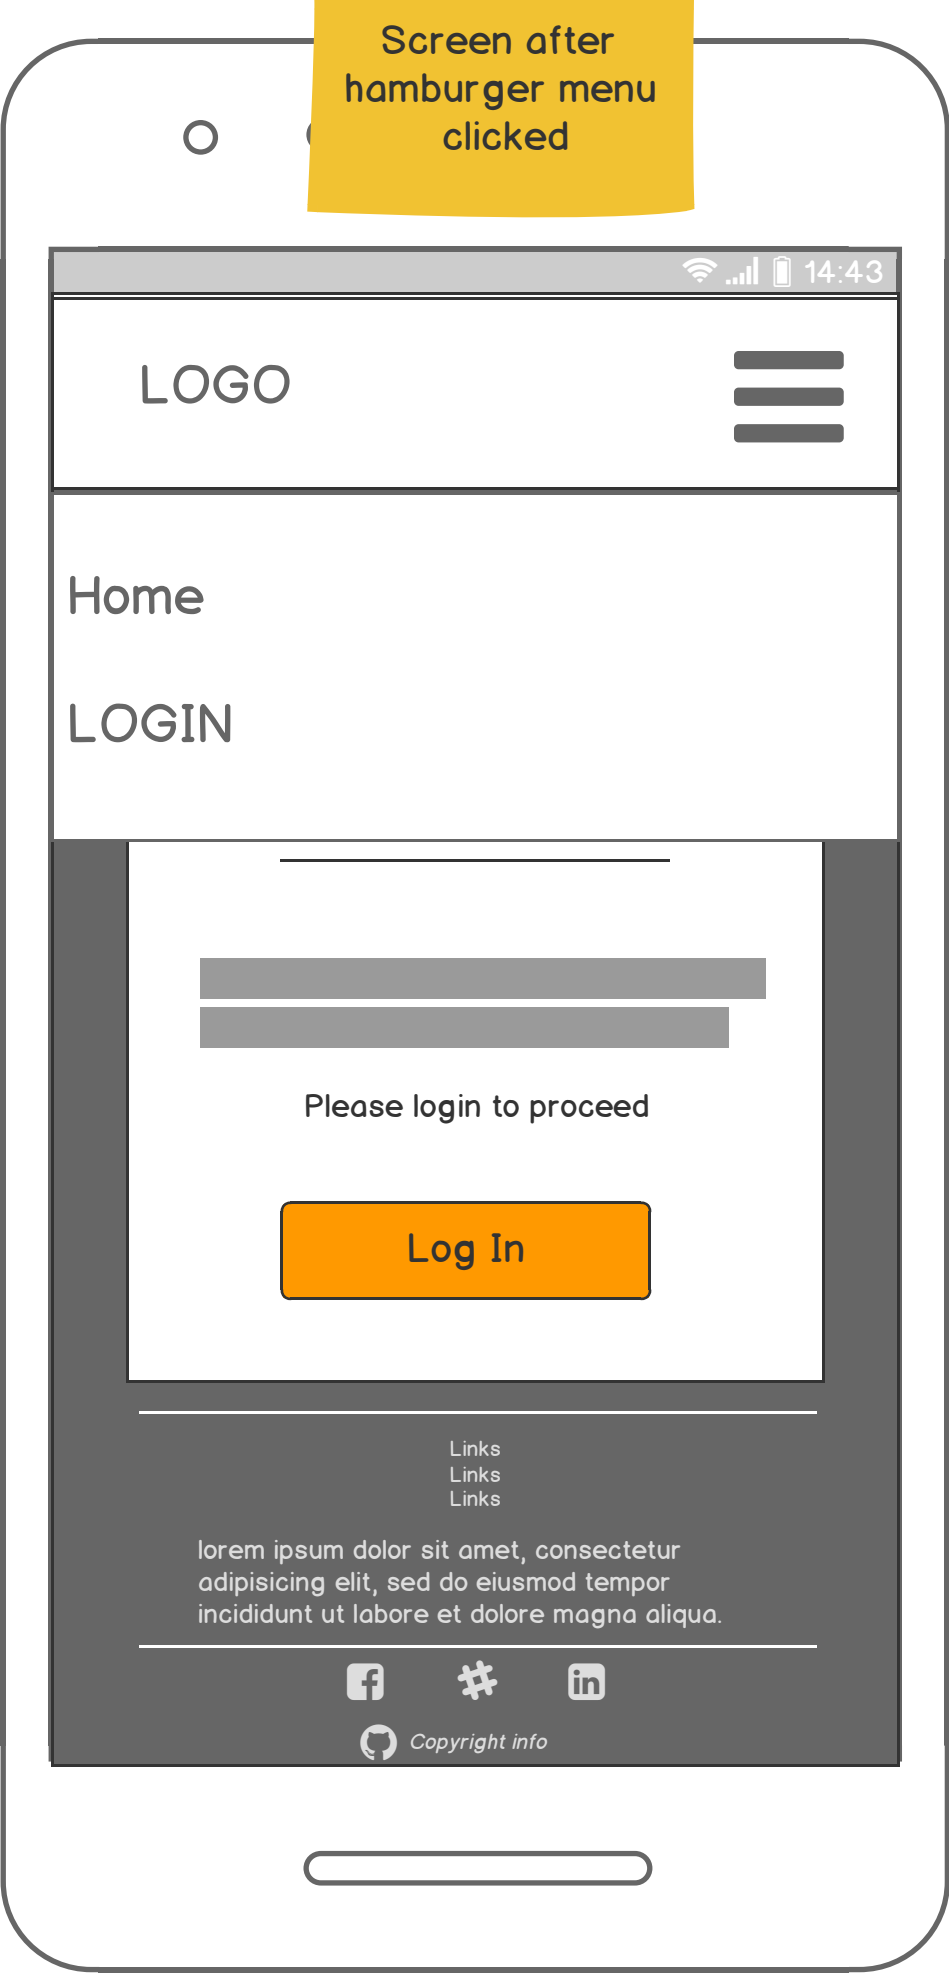 Screen after
hamburger menu
clicked
14:43
LOGO
Home
LOGIN
Please login to proceed
Log In
Links
Links
Links
lorem ipsum dolor sit amet, consectetur
adipisicing elit, sed do eiusmod tempor
incididunt ut labore et dolore magna aliqua.
Copyright info